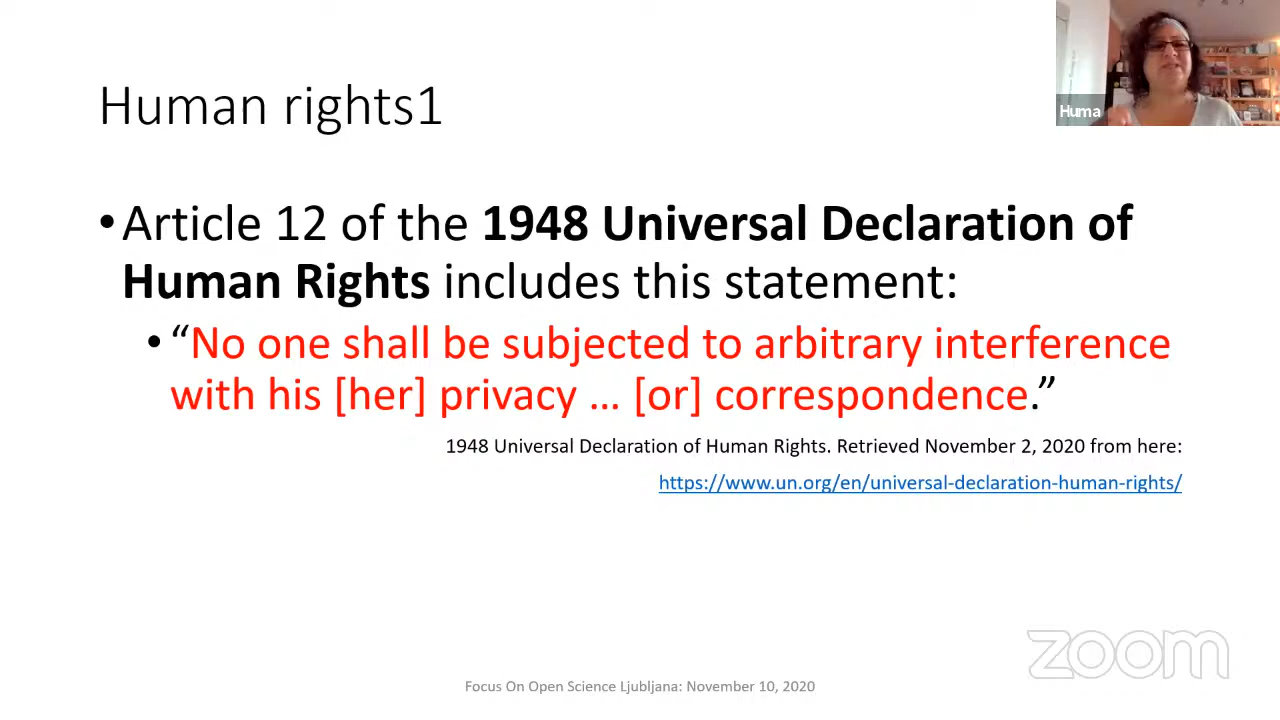 Huma
Human rights1
•Article 12 of the 1948 Universal Declaration of
Human Rights includes this statement:
• “No one shall be subjected to arbitrary interference
with his [her] privacy … [or] correspondence.”
1948 Universal Declaration of Human Rights. Retrieved November 2, 2020 from here:
https://www.un.org/en/universal-declaration-human-rights/
zoom
Focus On Open Science Ljubljana: November 10, 2020